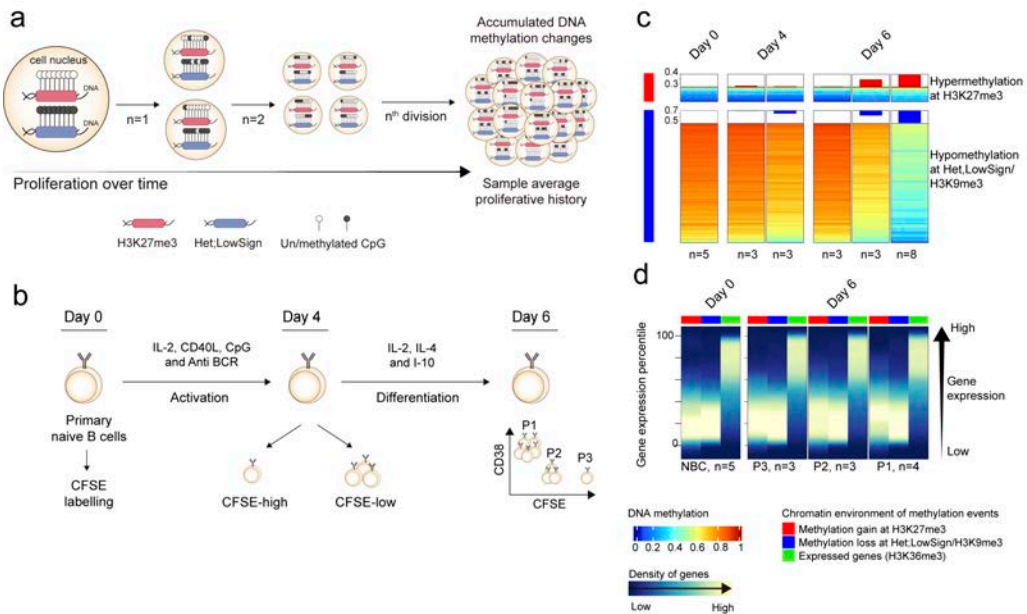 a
cell nucleus
DNA
DNA
n=1
n=2
nth division
Accumulated DNA
methylation changes
Proliferation over time
Sample average
proliferative history
H3K27me3
Het;LowSign
Un/methylated CpG
b
Day 0
Day 4
Day 6
IL-2, CD40L, CpG
and Anti BCR
Activation
IL-2, IL-4
and I-10
Differentiation
Primary
naive B cells
CFSE
labelling
CFSE-high
CFSE-low
CD38
P1
P2
P3
CFSE
c
Day 0
Day 4
Day 6
0.4
0.3
Hypermethylation
at H3K27me3
0.7
0.5
Hypomethylation
at Het,LowSign/
H3K9me3
n=5
n=3
n=3
n=3
n=3
n=8
d
Day 0
Day 6
Gene expression percentile
100
0
High
Gene
expression
Low
NBC, n=5
P3, n=3
P2, n=3
P1, n=4
DNA methylation
0 0.2 0.4 0.6 0.8 1
Chromatin environment of methylation events
Methylation gain at H3K27me3
Methylation loss at Het;LowSign/H3K9me3
Expressed genes (H3K36me3)
Density of genes
Low
High